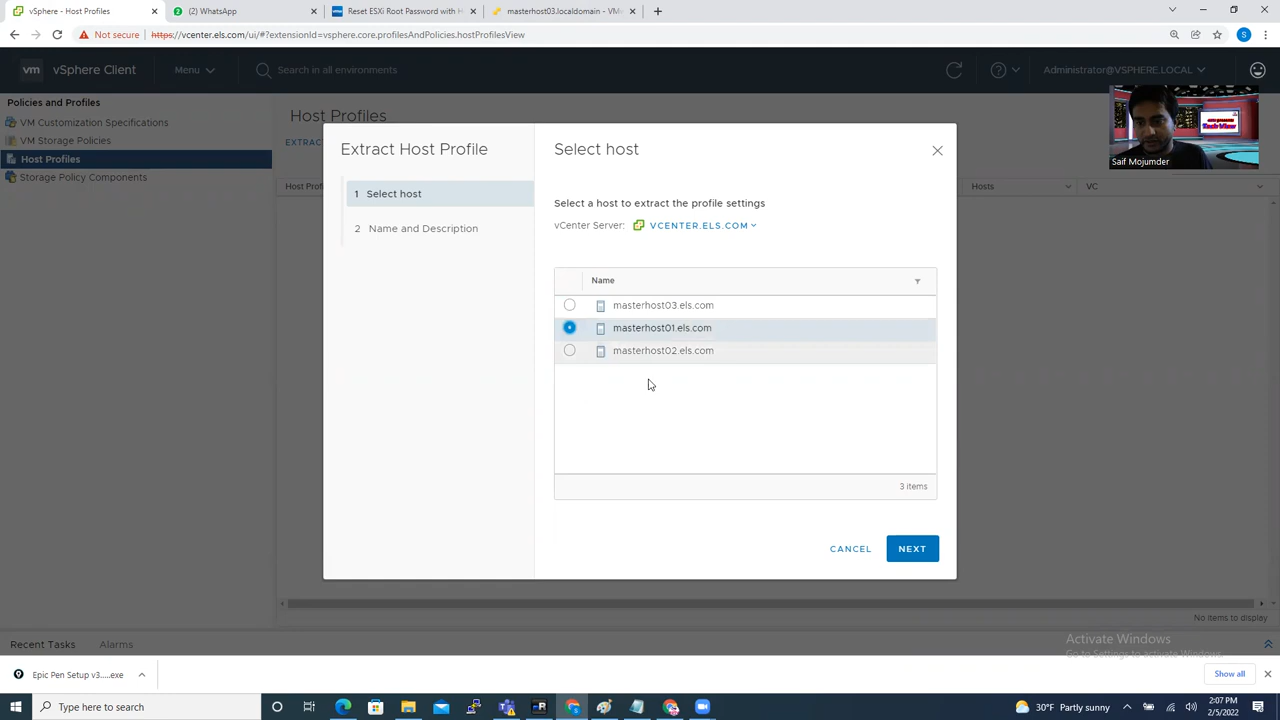 vSphere - Host Profiles
(2) WhatsApp
Reset ESXi Root Password with H
masterhost03.localdomain - VM
Not secure
https://vcenter.els.com/ui/#?extensionId=vsphere.core.profilesAndPolicies.hostProfilesView
S
vm
vSphere Client
Menu
Search in all environments
Administrator@VSPHERE.LOCAL
Policies and Profiles
VM Customization Specifications
VM Storage Policies
Host Profiles
Storage Policy Components
Host Profiles
EXTRAC
Host Prof
Hosts
VC
Tech View
Saif Mojumder
Extract Host Profile
1 Select host
2 Name and Description
Select host
Select a host to extract the profile settings
vCenter Server: VCENTER.ELS.COM
Name
masterhost03.els.com
masterhost01.els.com
masterhost02.els.com
3 items
CANCEL
NEXT
No items to display
Recent Tasks
Alarms
Activate Windows
Go to Settings to activate Windows.
Epic Pen Setup v3.....exe
Show all
Type here to search
30°F Partly sunny
2:07 PM
2/5/2022